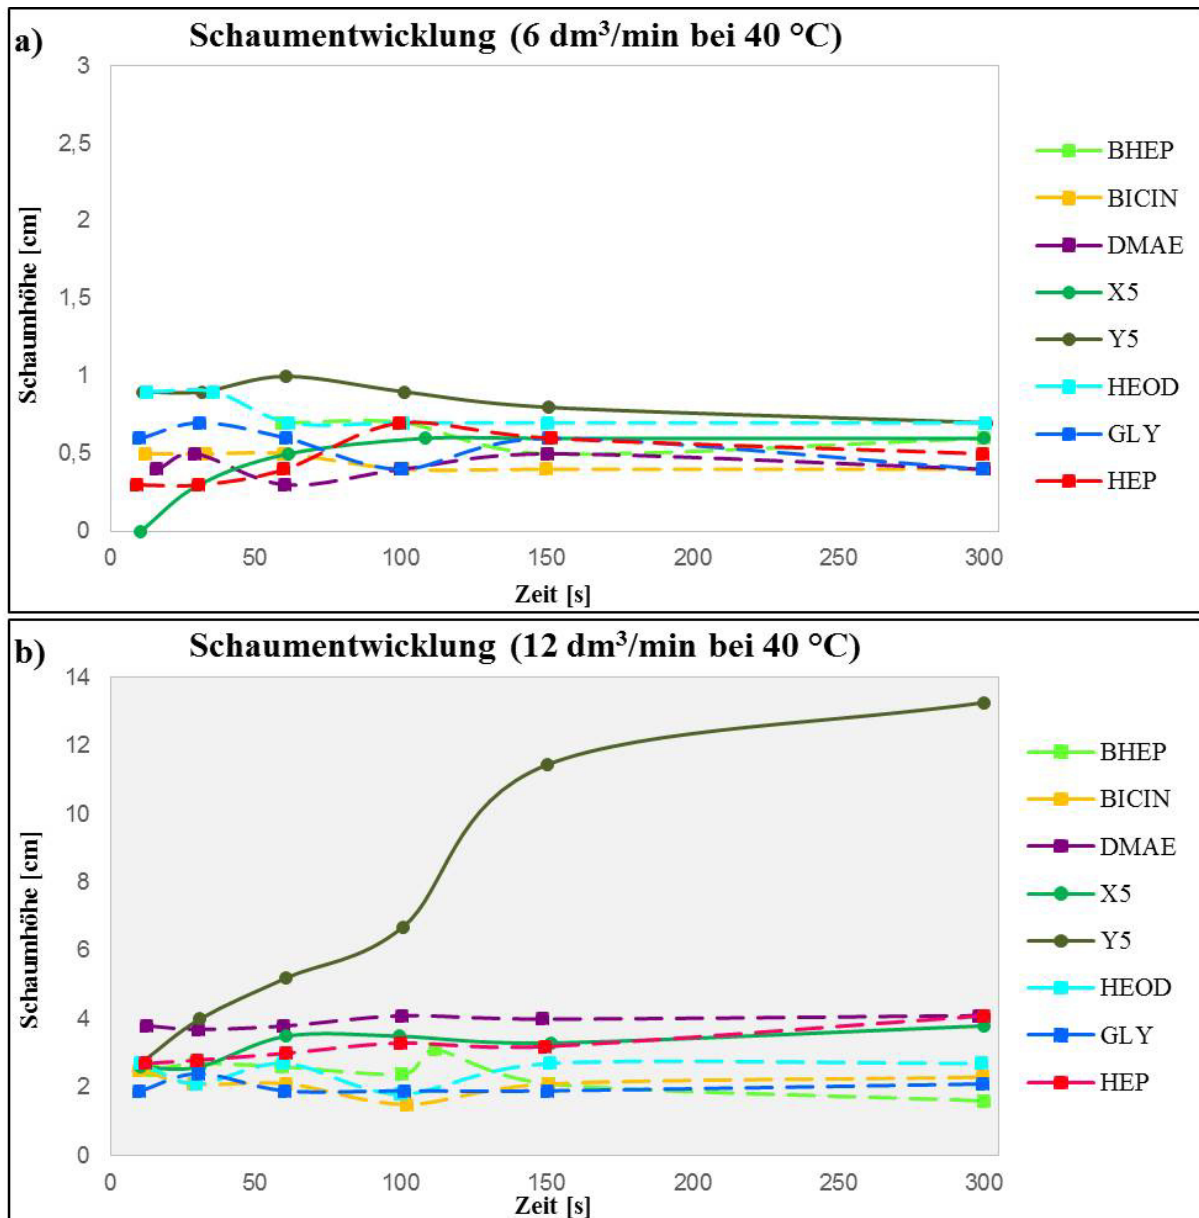 a)
Schaumentwicklung (6 dm³/min bei 40 °C)
Schaumhöhe [cm]
3
2,5
2
1,5
1
0,5
0
0 50 100 150 200 250 300
Zeit [s]
BHEP
BICIN
DMAE
X5
Y5
HEOD
GLY
HEP
b)
Schaumentwicklung (12 dm³/min bei 40 °C)
Schaumhöhe [cm]
14
12
10
8
6
4
2
0
0 50 100 150 200 250 300
Zeit [s]
BHEP
BICIN
DMAE
X5
Y5
HEOD
GLY
HEP